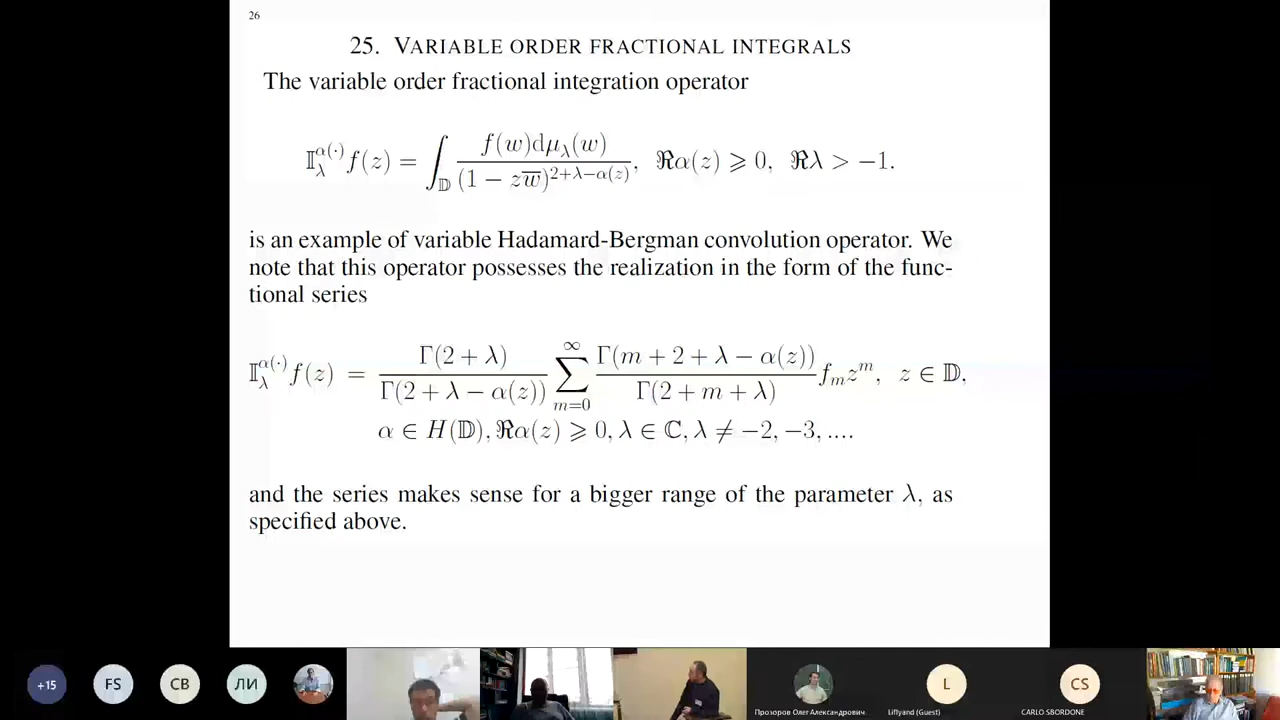 26
25. VARIABLE ORDER FRACTIONAL INTEGRALS
The variable order fractional integration operator
𝕀_λ^{α(·)} f(z) = ∫_𝔻 f(w)dμ_λ(w) / (1 − zw̅)^{2+λ−α(z)}, ℜα(z) ⩾ 0, ℜλ > −1.
is an example of variable Hadamard-Bergman convolution operator. We
note that this operator possesses the realization in the form of the func-
tional series
𝕀_λ^{α(·)} f(z) = Γ(2 + λ) / Γ(2 + λ − α(z)) ∑_{m=0}^{∞} Γ(m + 2 + λ − α(z)) / Γ(2 + m + λ) f_m z^m, z ∈ 𝔻,
α ∈ H(𝔻), ℜα(z) ⩾ 0, λ ∈ ℂ, λ ≠ −2, −3, ....
and the series makes sense for a bigger range of the parameter λ, as
specified above.
+15 FS CB ЛИ L CS
Прозоров Олег Александрович Liflyand (Guest) CARLO SBORDONE